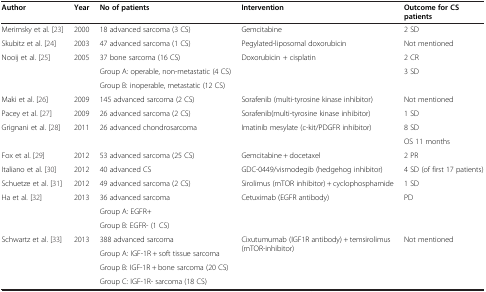 Author Year No of patients Intervention Outcome for CS patients
Merimsky et al. [23] 2000 18 advanced sarcoma (3 CS) Gemcitabine 2 SD
Skubitz et al. [24] 2003 47 advanced sarcoma (1 CS) Pegylated-liposomal doxorubicin Not mentioned
Nooij et al. [25] 2005 37 bone sarcoma (16 CS) Doxorubicin + cisplatin 2 CR
Group A: operable, non-metastatic (4 CS) 3 SD
Group B: inoperable, metastatic (12 CS)
Maki et al. [26] 2009 145 advanced sarcoma (2 CS) Sorafenib (multi-tyrosine kinase inhibitor) Not mentioned
Pacey et al. [27] 2009 26 advanced sarcoma (2 CS) Sorafenib(multi-tyrosine kinase inhibitor) 1 SD
Grignani et al. [28] 2011 26 advanced chondrosarcoma Imatinib mesylate (c-kit/PDGFR inhibitor) 8 SD
OS 11 months
Fox et al. [29] 2012 53 advanced sarcoma (25 CS) Gemcitabine + docetaxel 2 PR
Italiano et al. [30] 2012 40 advanced CS GDC-0449/vismodegib (hedgehog inhibitor) 4 SD (of first 17 patients)
Schuetze et al. [31] 2012 49 advanced sarcoma (2 CS) Sirolimus (mTOR inhibitor) + cyclophosphamide 1 SD
Ha et al. [32] 2013 36 advanced sarcoma Cetuximab (EGFR antibody) PD
Group A: EGFR+
Group B: EGFR- (1 CS)
Schwartz et al. [33] 2013 388 advanced sarcoma Cixutumumab (IGF1R antibody) + temsirolimus (mTOR-inhibitor) Not mentioned
Group A: IGF-1R + soft tissue sarcoma
Group B: IGF-1R + bone sarcoma (20 CS)
Group C: IGF-1R- sarcoma (18 CS)